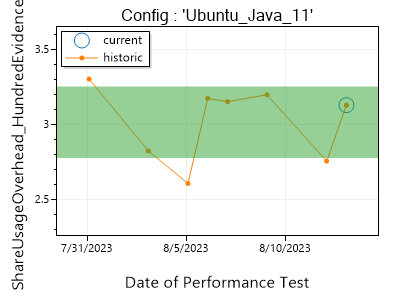 Config : 'Ubuntu_Java_11'
ShareUsageOverhead_HundredEvidence
current
historic
3.5
3
2.5
7/31/2023
8/5/2023
8/10/2023
Date of Performance Test